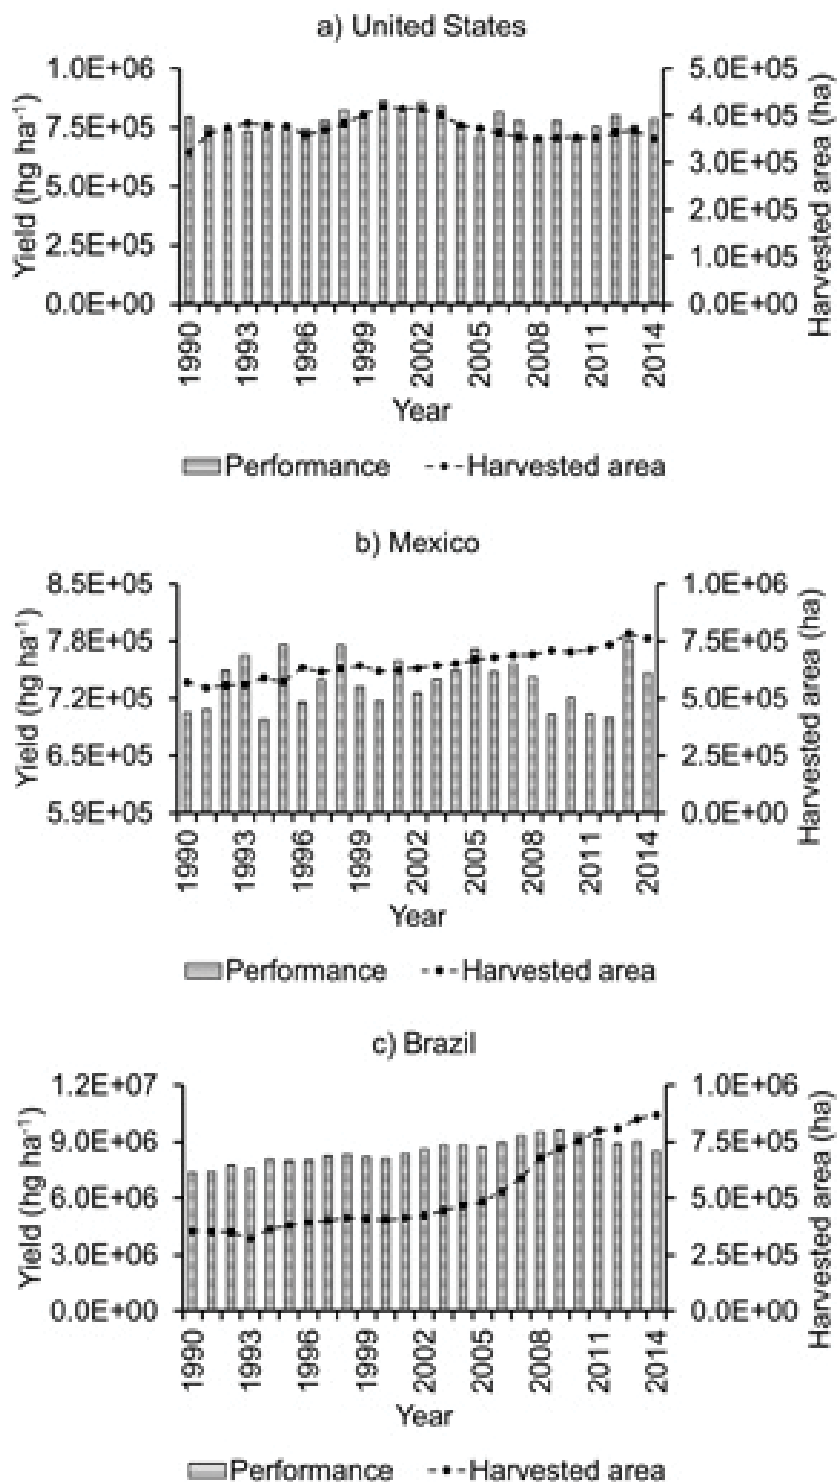 a) United States
1.0E+06
7.5E+05
5.0E+05
2.5E+05
0.0E+00
Yield (hg ha⁻¹)
5.0E+05
4.0E+05
3.0E+05
2.0E+05
1.0E+05
0.0E+00
Harvested area (ha)
1990 1993 1996 1999 2002 2005 2008 2011 2014
Year
Performance Harvested area
b) Mexico
8.5E+05
7.8E+05
7.2E+05
6.5E+05
5.9E+05
Yield (hg ha⁻¹)
1.0E+06
7.5E+05
5.0E+05
2.5E+05
0.0E+00
Harvested area (ha)
1990 1993 1996 1999 2002 2005 2008 2011 2014
Year
Performance Harvested area
c) Brazil
1.2E+07
9.0E+06
6.0E+06
3.0E+06
0.0E+00
Yield (hg ha⁻¹)
1.0E+06
7.5E+05
5.0E+05
2.5E+05
0.0E+00
Harvested area (ha)
1990 1993 1996 1999 2002 2005 2008 2011 2014
Year
Performance Harvested area